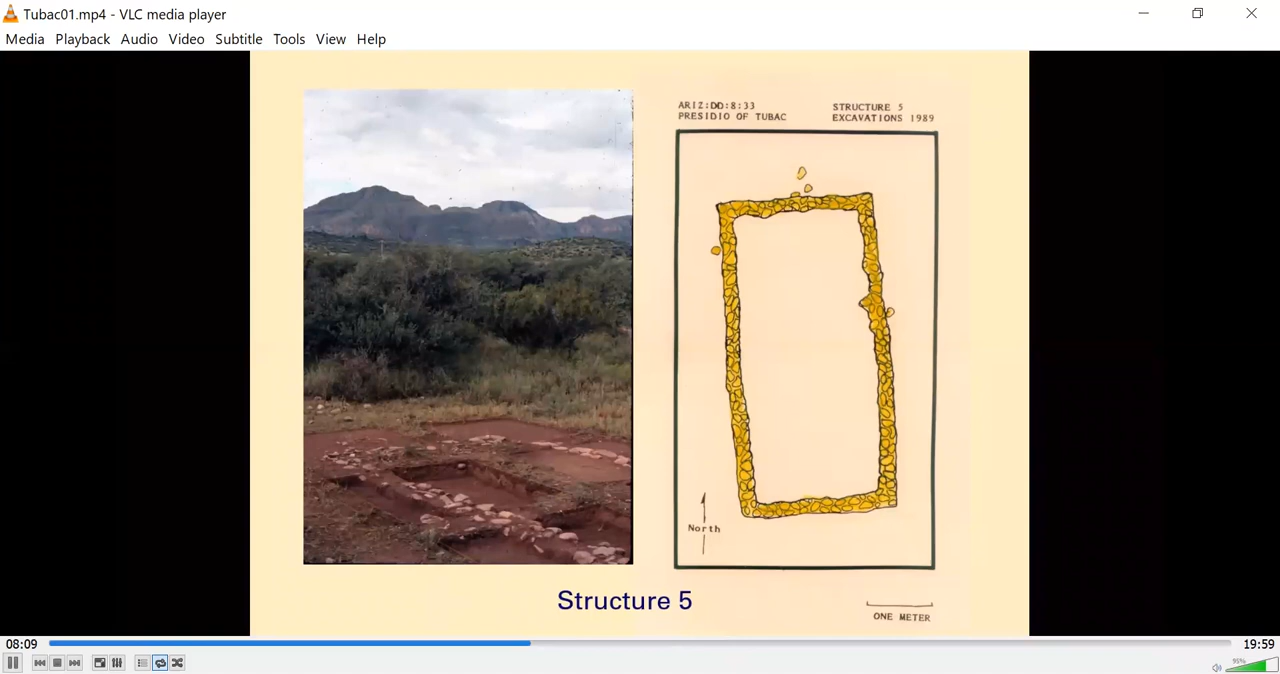 Tubac01.mp4 - VLC media player
Media Playback Audio Video Subtitle Tools View Help
ARIZ:DD:8:33
PRESIDIO OF TUBAC
STRUCTURE 5
EXCAVATIONS 1989
North
Structure 5
ONE METER
08:09
19:59
95%